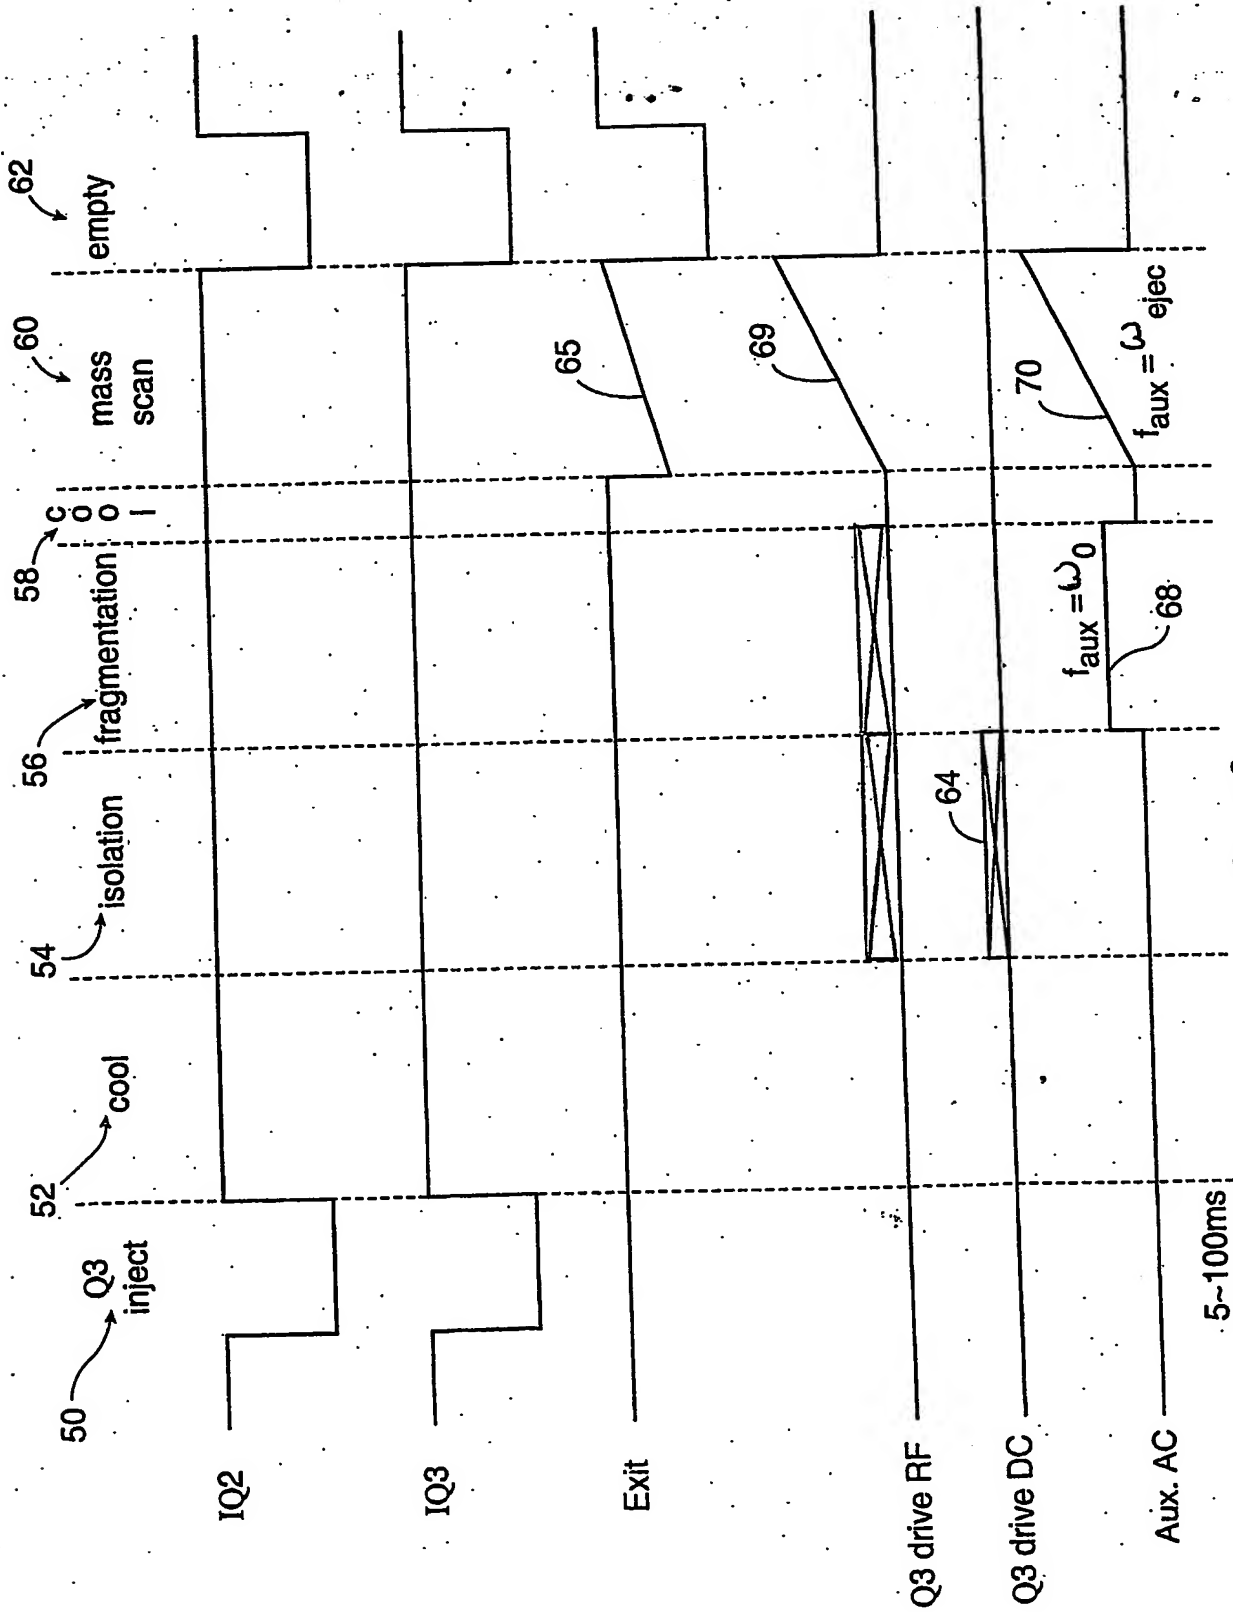 50
Q3
inject
52
cool
54
isolation
56
fragmentation
58
cool
60
mass
scan
62
empty
IQ2
IQ3
Exit
65
Q3 drive RF
69
Q3 drive DC
64
Aux. AC
f_aux = ω_0
68
70
f_aux = ω_ejec
5~100ms